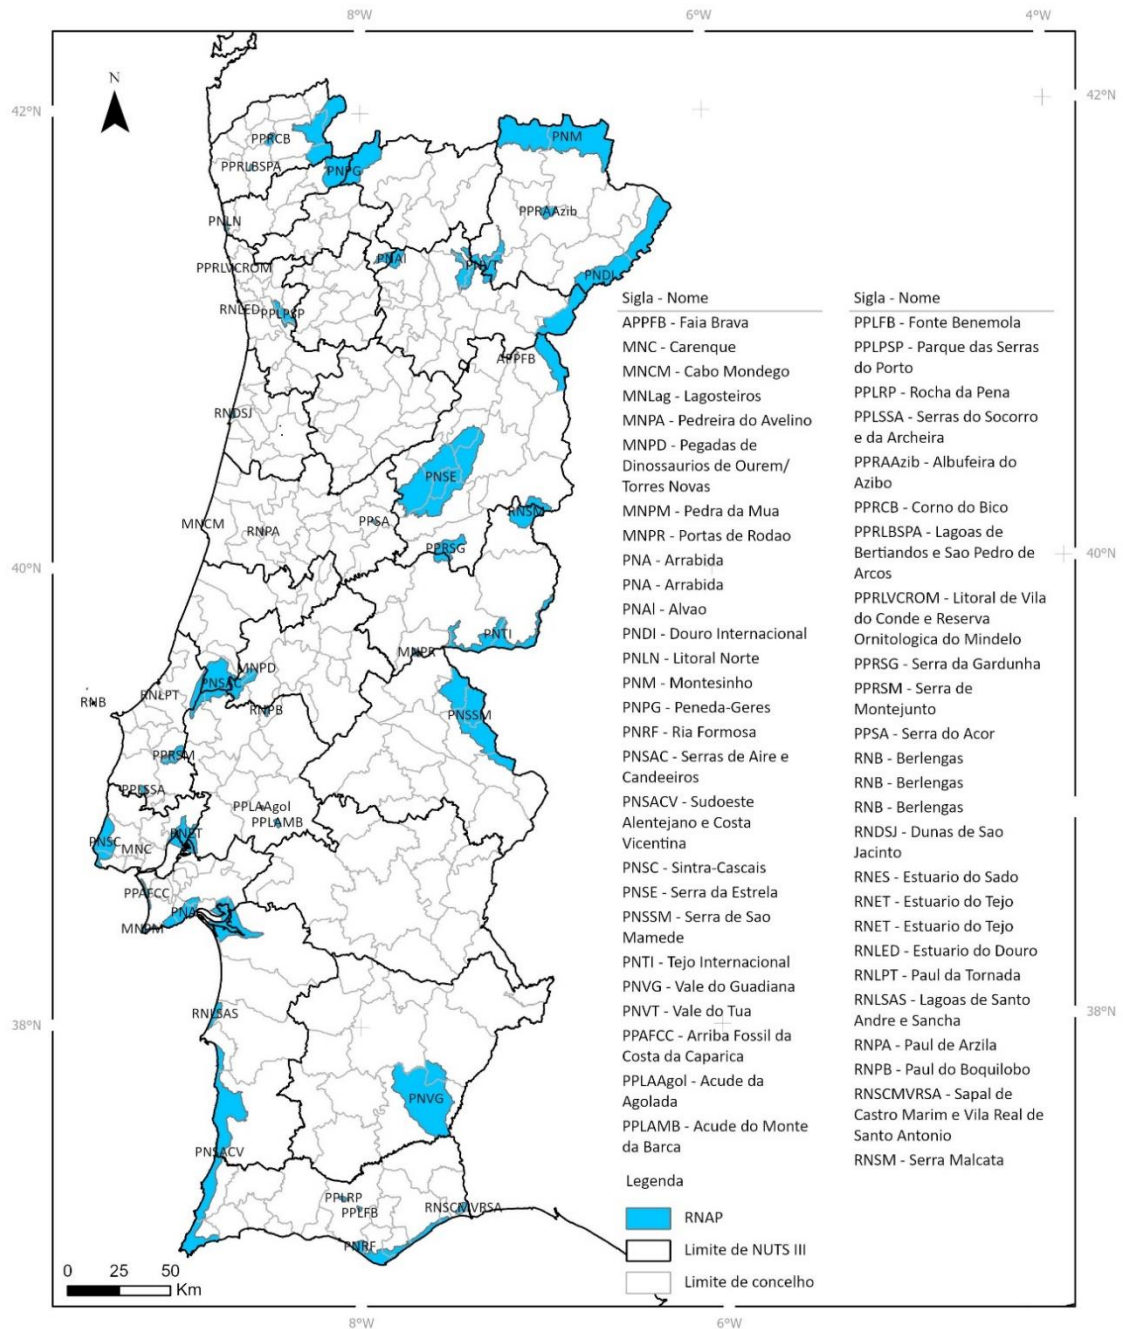 8°W 6°W 4°W
42°N 42°N
N
PNM
PPRCB
PPRLBSPA
PNPG
PNLN
PPRAAzib
PNAl
PNVT
PPRLVCROM
PNDI
RNLED
PPLPSP
APPFB
RNDSJ
PNSE
RNSM
MNCM
RNPA
PPSA
PPRSG
40°N 40°N
PNTI
MNPR
MNPD
PNSAC
RNLPT
RNB
RNPB
PNSSM
PPRSM
PPLSSA
PPLAAgol
PPLAMB
RNET
PNSC
MNC
PPAFCC
PNA
MNPM
RNLSAS
38°N 38°N
PNVG
PNSACV
PPLRP
PPLFB
RNSCMVRSA
PNRF
0 25 50
Km
8°W 6°W
Sigla - Nome
APPFB - Faia Brava
MNC - Carenque
MNCM - Cabo Mondego
MNLag - Lagosteiros
MNPA - Pedreira do Avelino
MNPD - Pegadas de
Dinossaurios de Ourem/
Torres Novas
MNPM - Pedra da Mua
MNPR - Portas de Rodao
PNA - Arrabida
PNA - Arrabida
PNAl - Alvao
PNDI - Douro Internacional
PNLN - Litoral Norte
PNM - Montesinho
PNPG - Peneda-Geres
PNRF - Ria Formosa
PNSAC - Serras de Aire e
Candeeiros
PNSACV - Sudoeste
Alentejano e Costa
Vicentina
PNSC - Sintra-Cascais
PNSE - Serra da Estrela
PNSSM - Serra de Sao
Mamede
PNTI - Tejo Internacional
PNVG - Vale do Guadiana
PNVT - Vale do Tua
PPAFCC - Arriba Fossil da
Costa da Caparica
PPLAAgol - Acude da
Agolada
PPLAMB - Acude do Monte
da Barca
Sigla - Nome
PPLFB - Fonte Benemola
PPLPSP - Parque das Serras
do Porto
PPLRP - Rocha da Pena
PPLSSA - Serras do Socorro
e da Archeira
PPRAAzib - Albufeira do
Azibo
PPRCB - Corno do Bico
PPRLBSPA - Lagoas de
Bertiandos e Sao Pedro de
Arcos
PPRLVCROM - Litoral de Vila
do Conde e Reserva
Ornitologica do Mindelo
PPRSG - Serra da Gardunha
PPRSM - Serra de
Montejunto
PPSA - Serra do Acor
RNB - Berlengas
RNB - Berlengas
RNB - Berlengas
RNDSJ - Dunas de Sao
Jacinto
RNES - Estuario do Sado
RNET - Estuario do Tejo
RNET - Estuario do Tejo
RNLED - Estuario do Douro
RNLPT - Paul da Tornada
RNLSAS - Lagoas de Santo
Andre e Sancha
RNPA - Paul de Arzila
RNPB - Paul do Boquilobo
RNSCMVRSA - Sapal de
Castro Marim e Vila Real de
Santo Antonio
RNSM - Serra Malcata
Legenda
RNAP
Limite de NUTS III
Limite de concelho